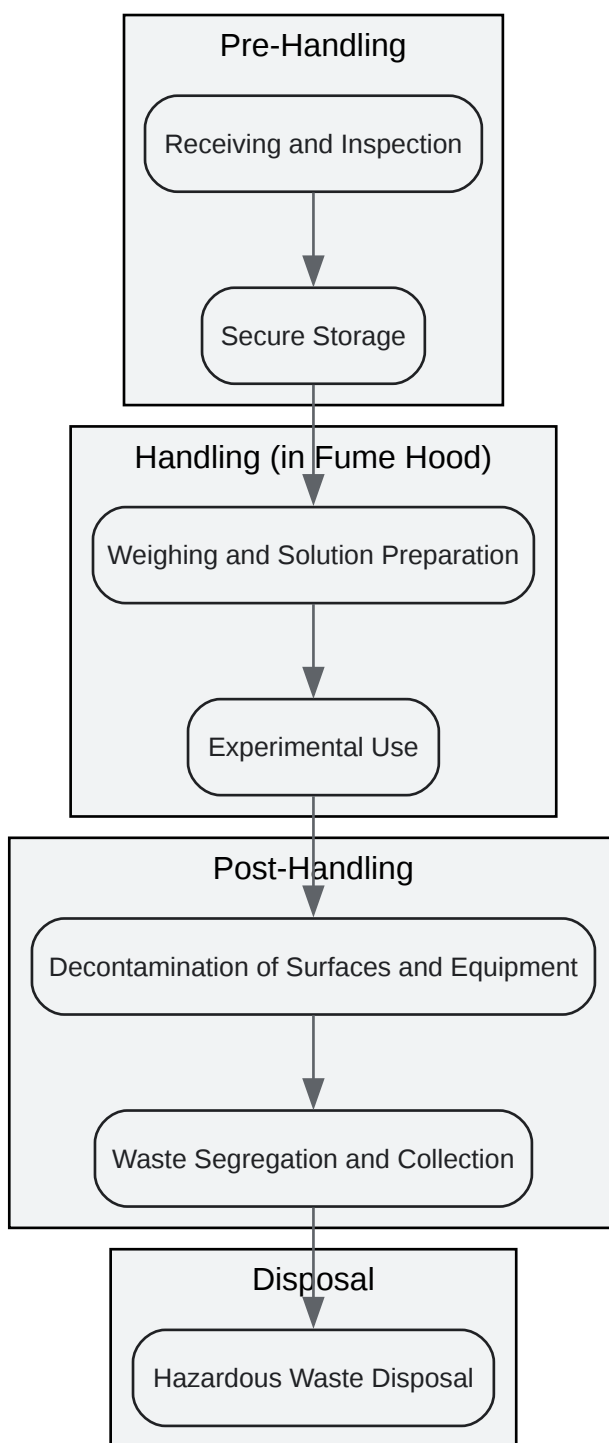 Pre-Handling
Receiving and Inspection
Secure Storage
Handling (in Fume Hood)
Weighing and Solution Preparation
Experimental Use
Post-Handling
Decontamination of Surfaces and Equipment
Waste Segregation and Collection
Disposal
Hazardous Waste Disposal